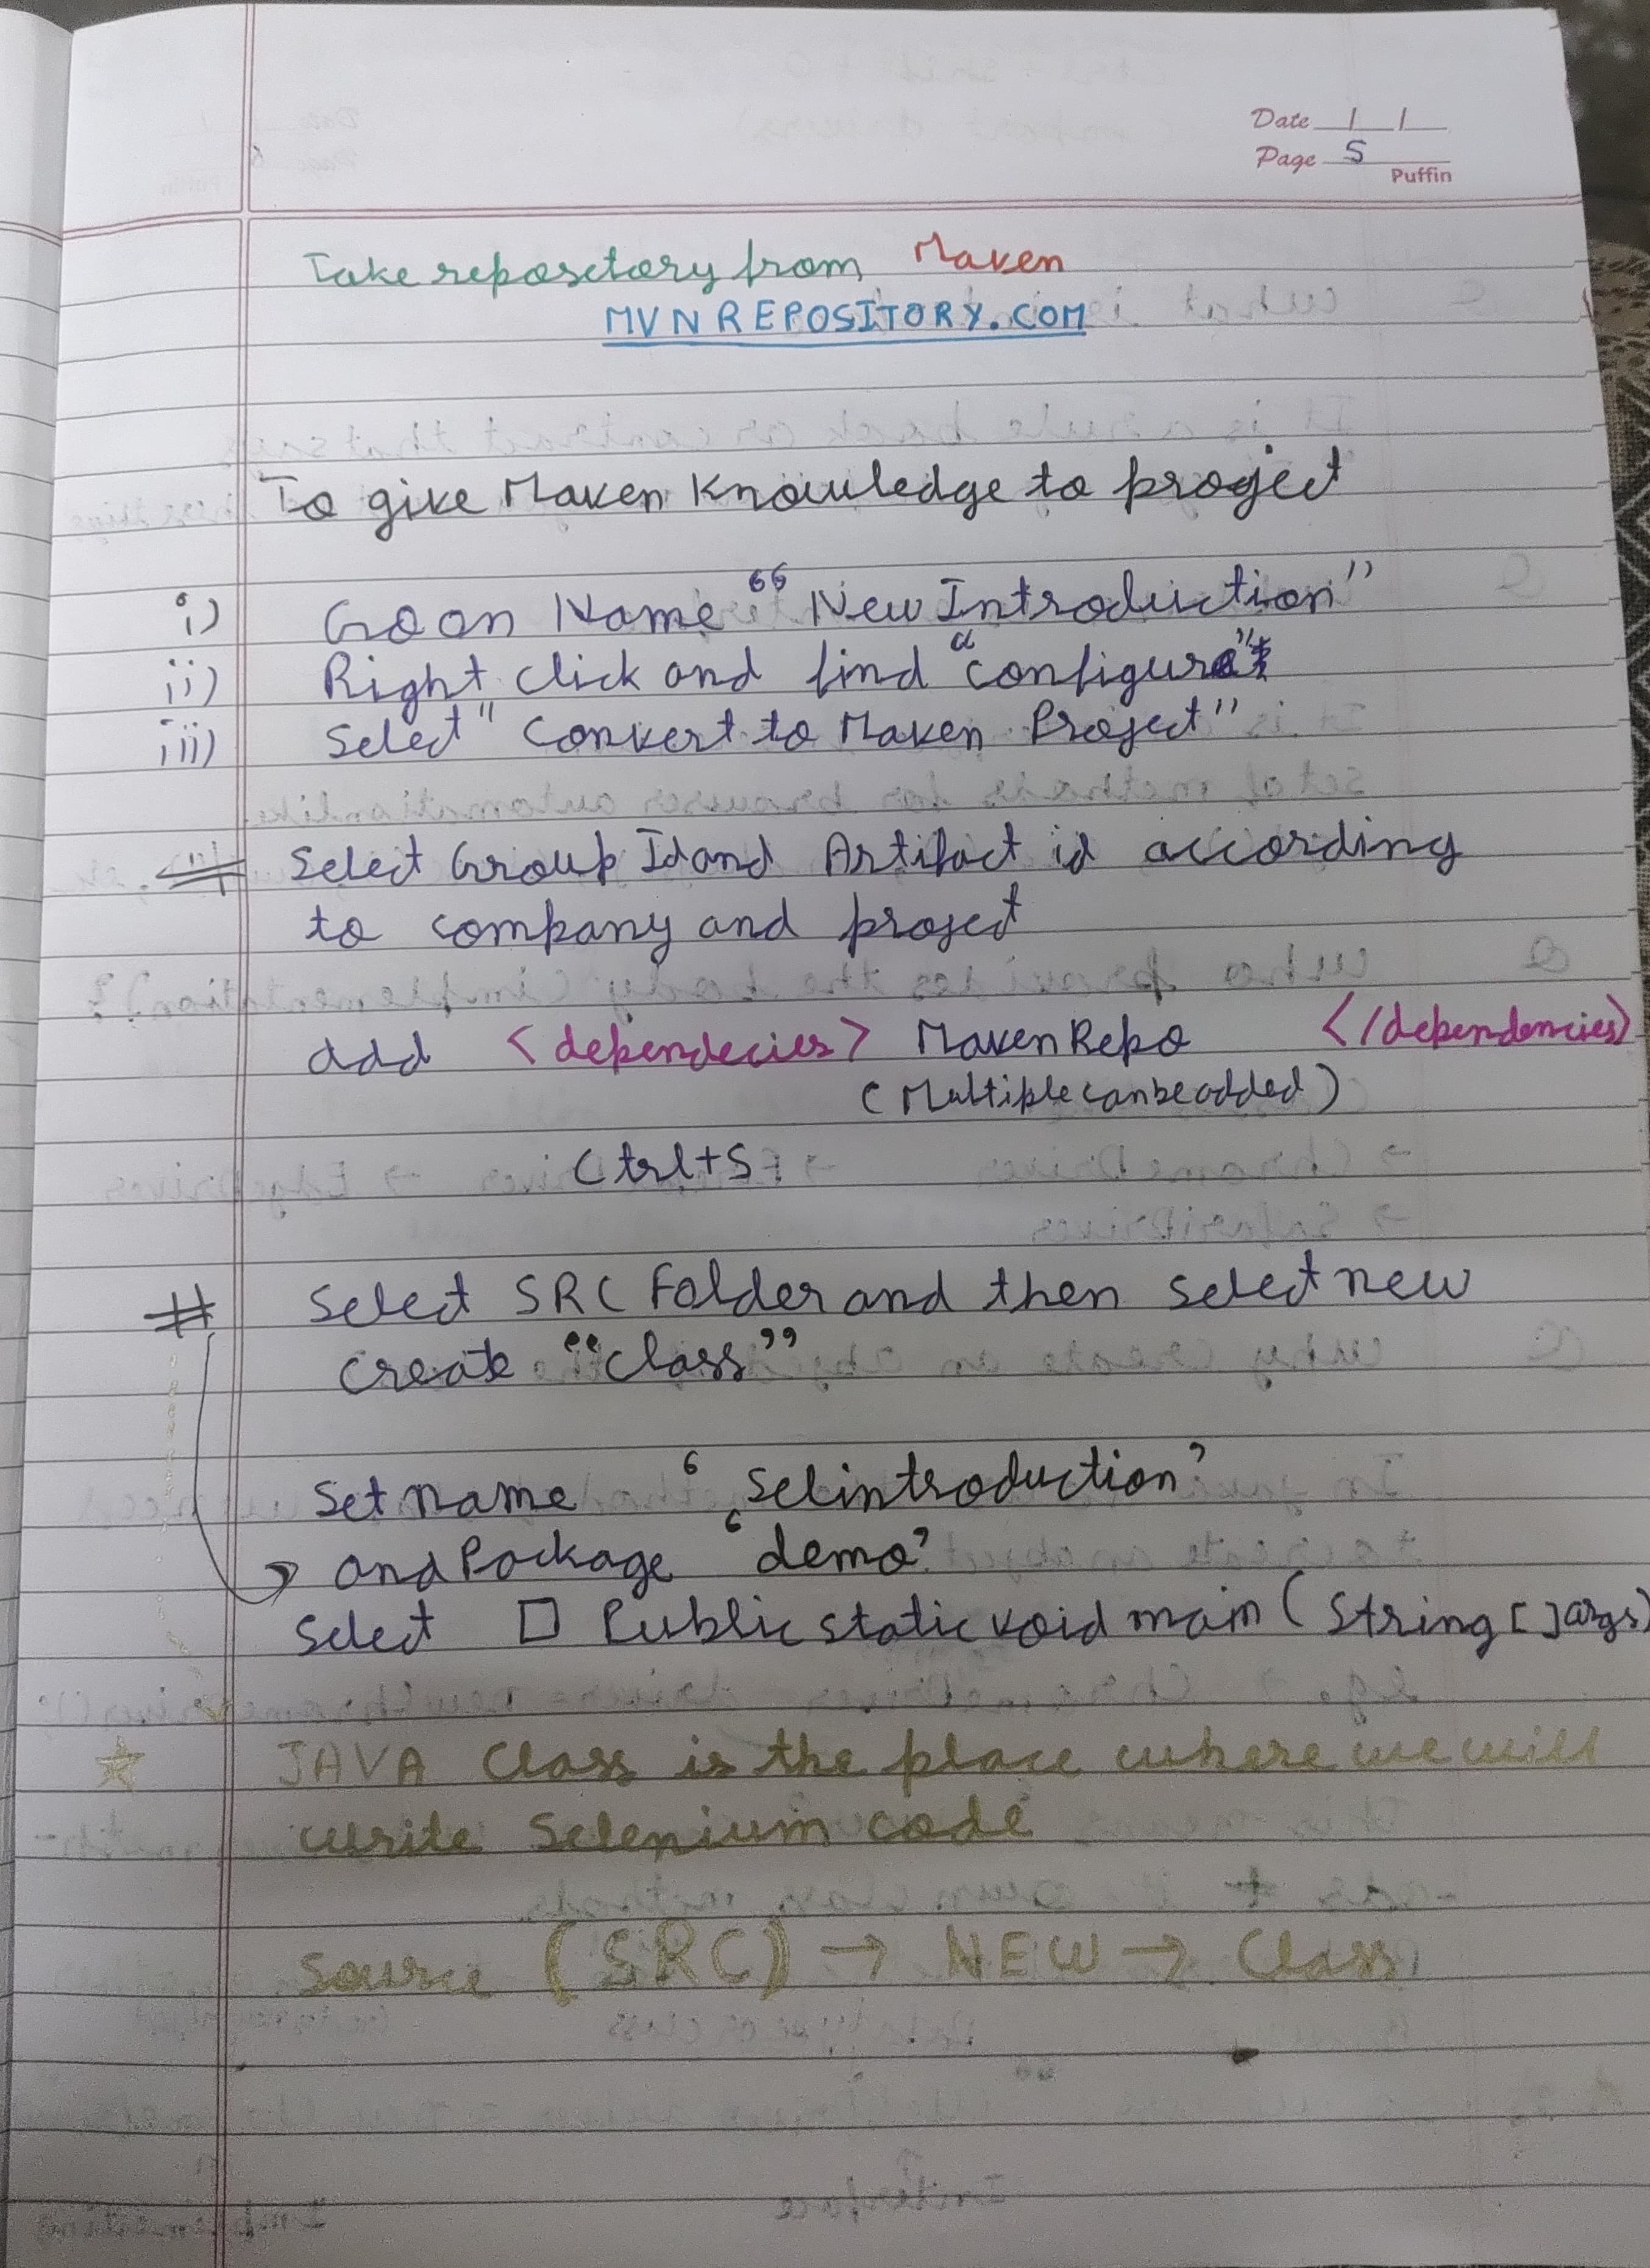 Date 1 1
Page 5
Puffin
Take repository from Maven
MVNREPOSITORY.COM
To give Maven Knowledge to project
i) Go on Name "New Introduction"
ii) Right click and find "configure"
iii) Select "Convert to Maven Project"
# Select Group Id and Artifact id according
to company and project
add <dependecies> Maven Repo </dependencies>
(Multiple can be added)
Ctrl+S
# Select SRC Folder and then select new
create "class"
Set name 'selintroduction'
→ and Package 'demo'
Select □ Public static void main (String [] args)
☆ JAVA Class is the place where we will
write Selenium code
Source (SRC) → NEW → Class